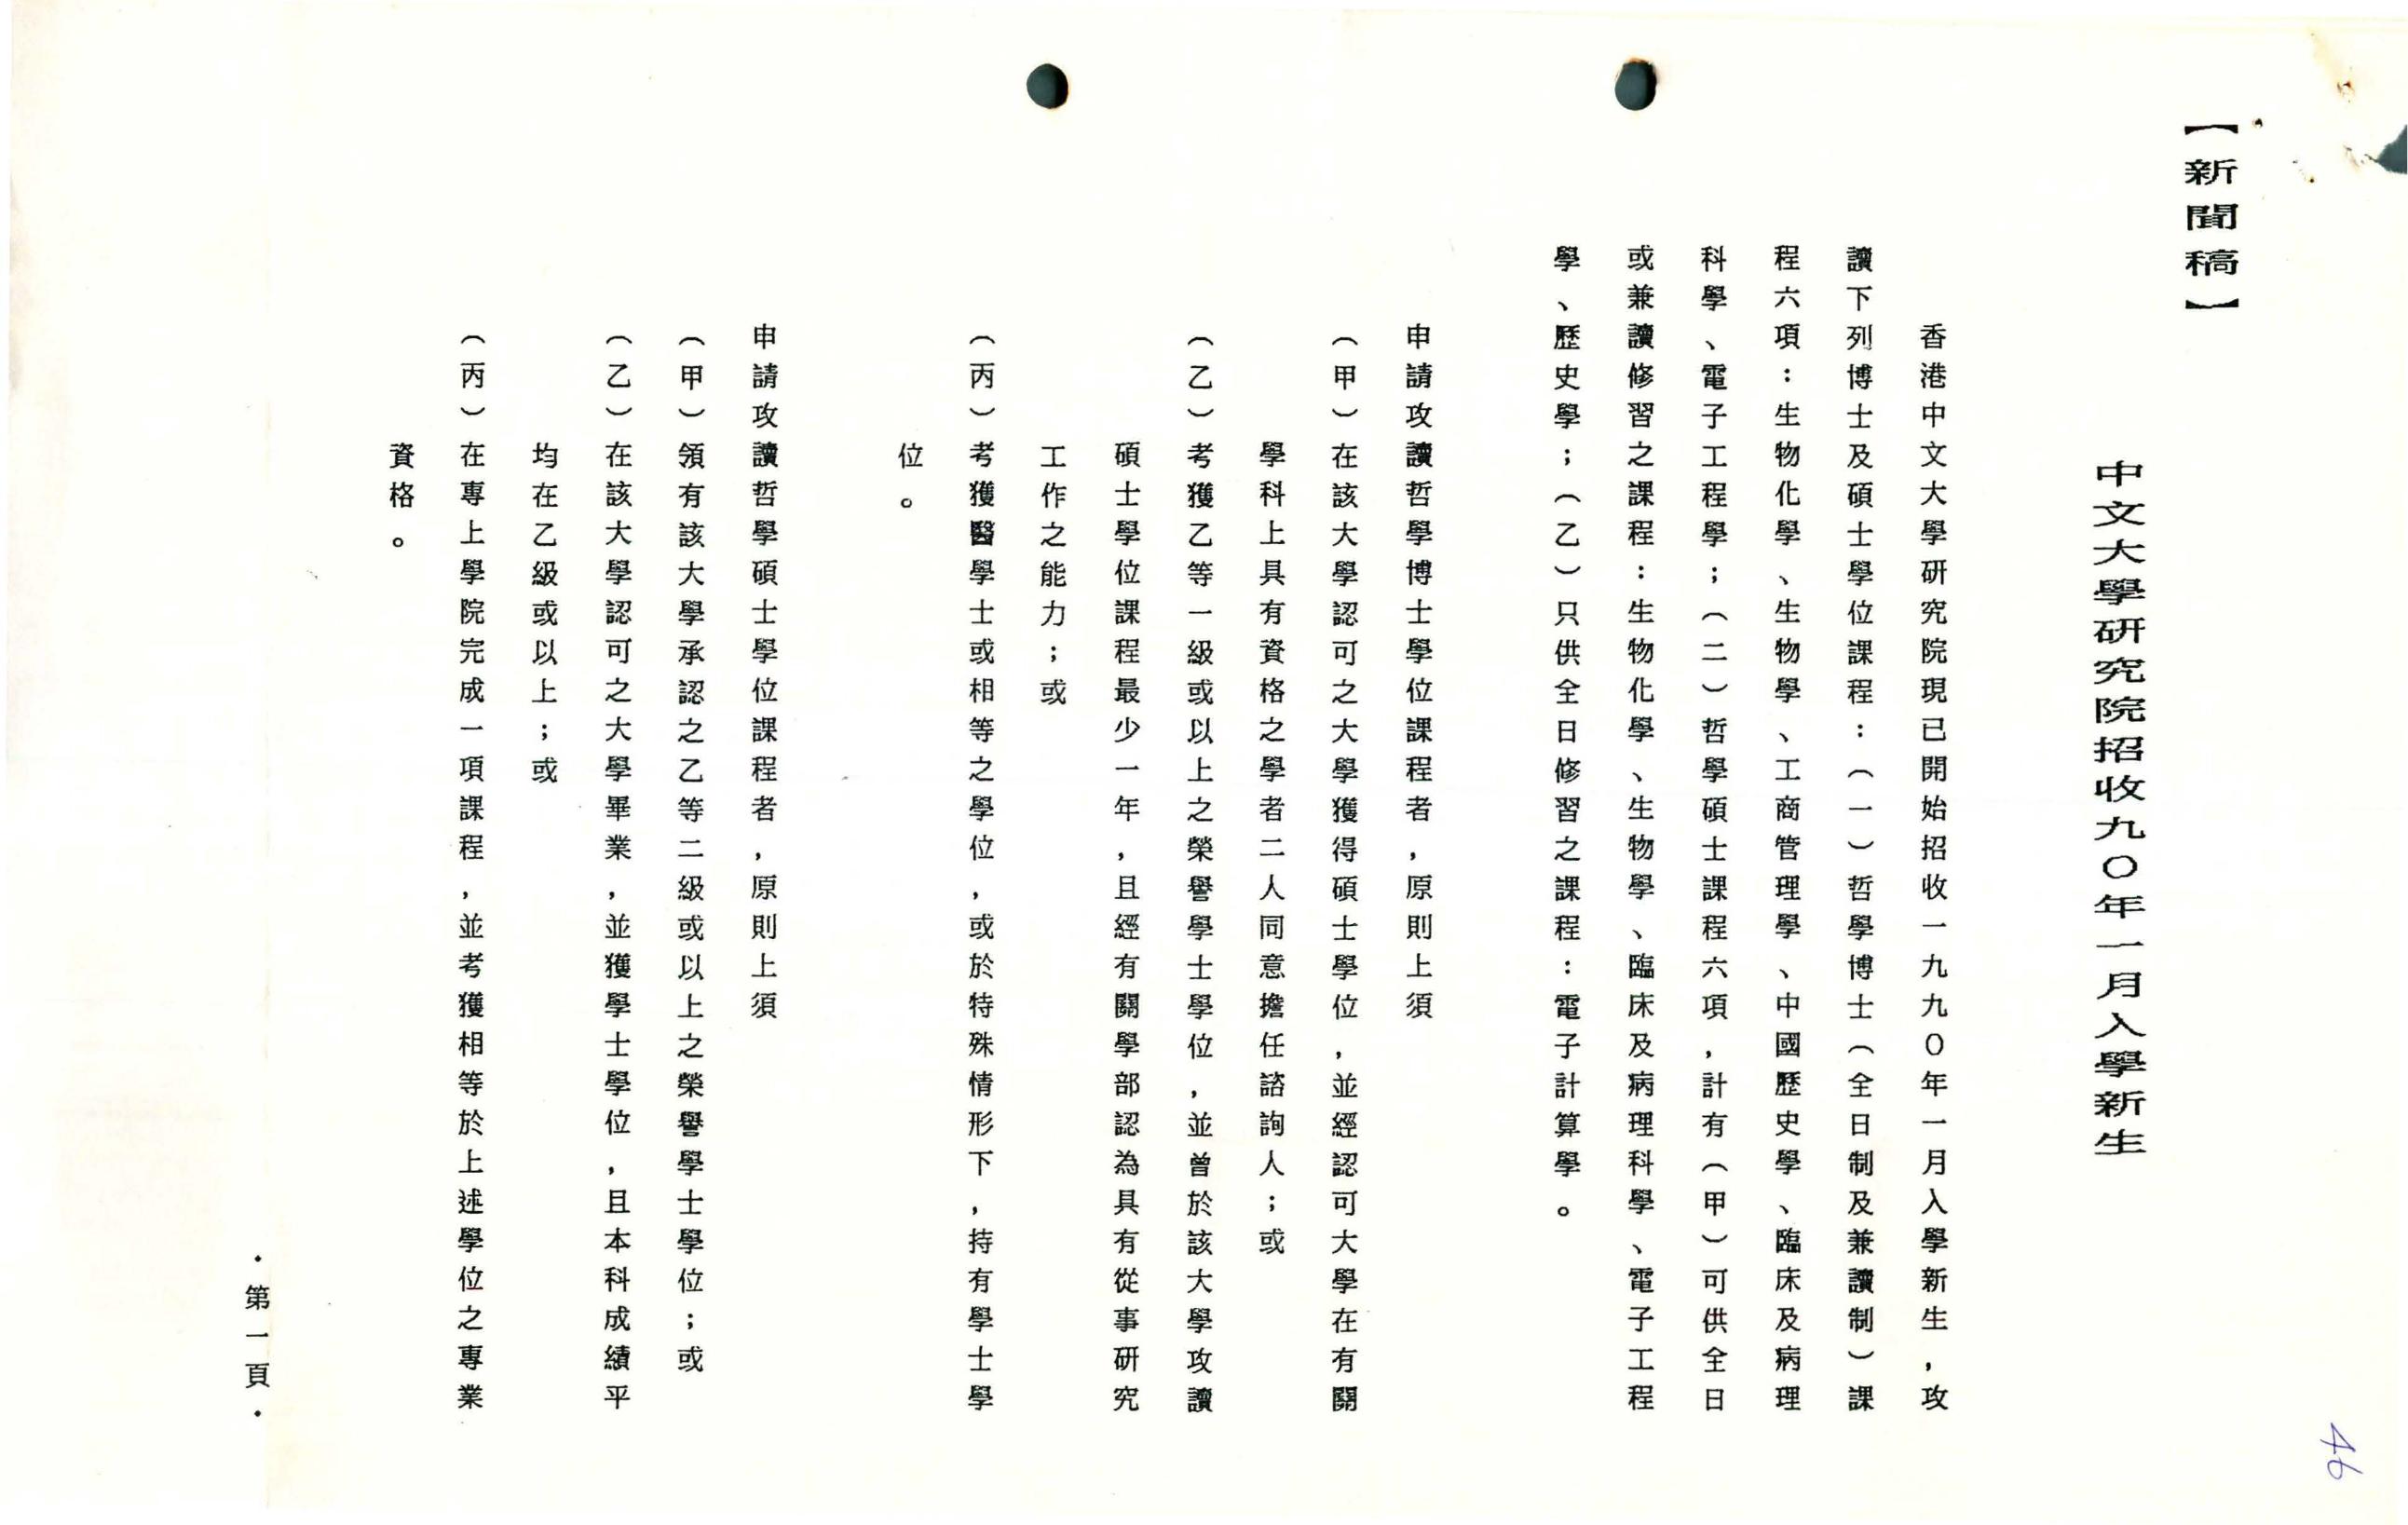 【新聞稿】
中文大學研究院招收九〇年一月入學新生
香港中文大學研究院現已開始招收一九九〇年一月入學新生，攻
讀下列博士及碩士學位課程：（一）哲學博士（全日制及兼讀制）課
程六項：生物化學、生物學、工商管理學、中國歷史學、臨床及病理
科學、電子工程學；（二）哲學碩士課程六項，計有（甲）可供全日
或兼讀修習之課程：生物化學、生物學、臨床及病理科學、電子工程
學、歷史學；（乙）只供全日修習之課程：電子計算學。
申請攻讀哲學博士學位課程者，原則上須
（甲）在該大學認可之大學獲得碩士學位，並經認可大學在有關
學科上具有資格之學者二人同意擔任諮詢人；或
（乙）考獲乙等一級或以上之榮譽學士學位，並曾於該大學攻讀
碩士學位課程最少一年，且經有關學部認為具有從事研究
工作之能力；或
（丙）考獲醫學士或相等之學位，或於特殊情形下，持有學士學
位。
申請攻讀哲學碩士學位課程者，原則上須
（甲）領有該大學承認之乙等二級或以上之榮譽學士學位；或
（乙）在該大學認可之大學畢業，並獲學士學位，且本科成績平
均在乙級或以上；或
（丙）在專上學院完成一項課程，並考獲相等於上述學位之專業
資格。
·第一頁·
46